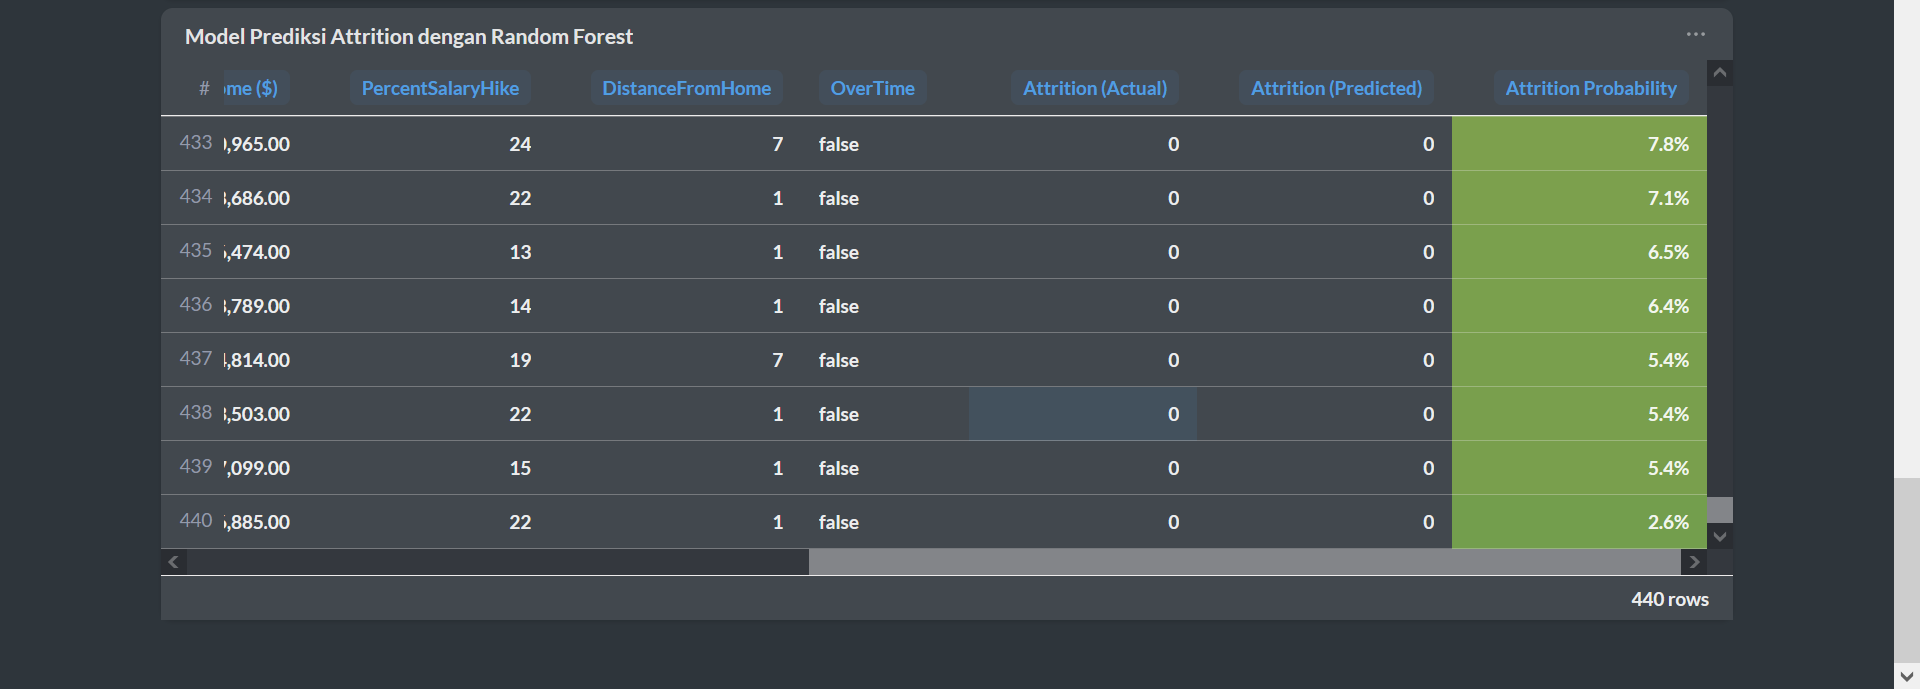 Model Prediksi Attrition dengan Random Forest
# ome ($) PercentSalaryHike DistanceFromHome OverTime Attrition (Actual) Attrition (Predicted) Attrition Probability
433 ,965.00 24 7 false 0 0 7.8%
434 ,686.00 22 1 false 0 0 7.1%
435 ,474.00 13 1 false 0 0 6.5%
436 ,789.00 14 1 false 0 0 6.4%
437 ,814.00 19 7 false 0 0 5.4%
438 ,503.00 22 1 false 0 0 5.4%
439 ,099.00 15 1 false 0 0 5.4%
440 ,885.00 22 1 false 0 0 2.6%
440 rows